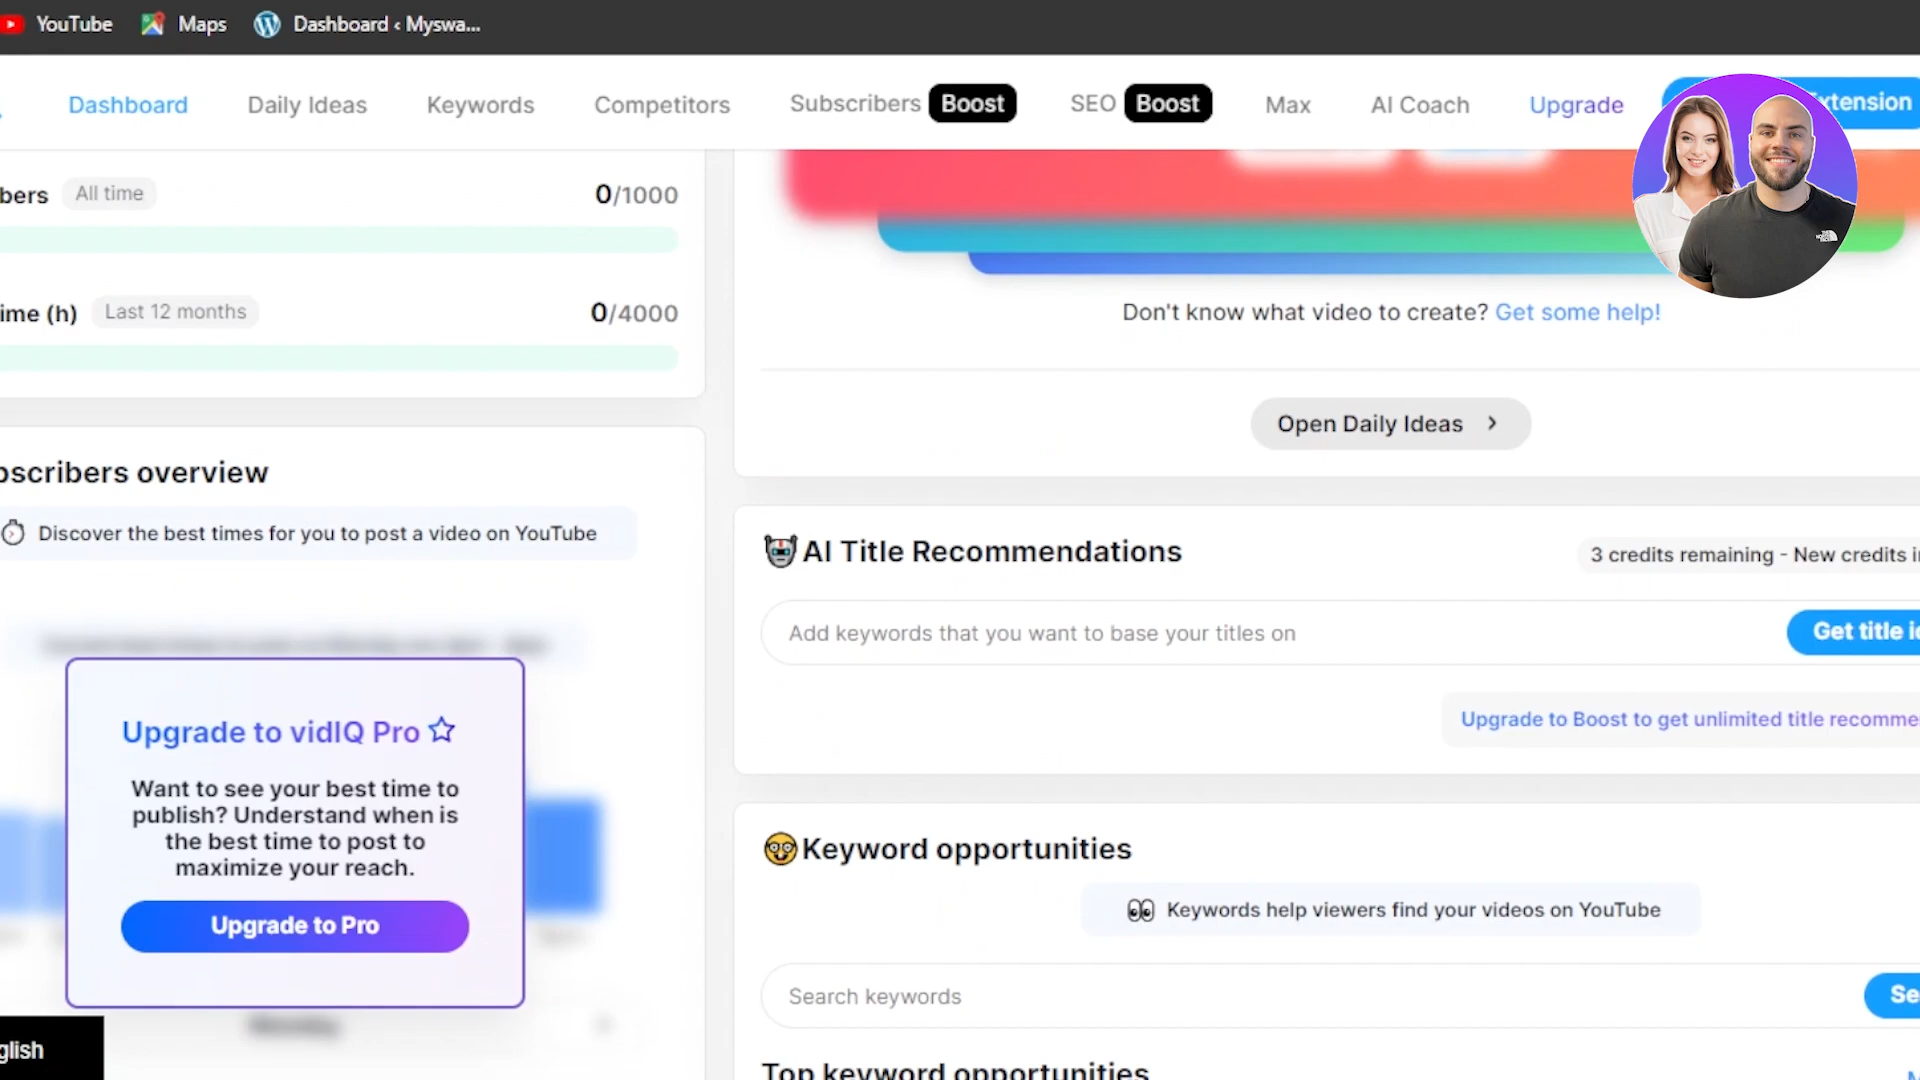 YouTube Maps Dashboard ‹ Myswa...
Dashboard Daily Ideas Keywords Competitors Subscribers Boost SEO Boost Max AI Coach Upgrade Extension
bers All time 0/1000
ime (h) Last 12 months 0/4000
Don't know what video to create? Get some help!
Open Daily Ideas
bscribers overview
Discover the best times for you to post a video on YouTube
Upgrade to vidIQ Pro
Want to see your best time to
publish? Understand when is
the best time to post to
maximize your reach.
Upgrade to Pro
Monday
glish
AI Title Recommendations
3 credits remaining - New credits i
Add keywords that you want to base your titles on
Get title i
Upgrade to Boost to get unlimited title recomme
Keyword opportunities
Keywords help viewers find your videos on YouTube
Search keywords
Se
Top keyword opportunities